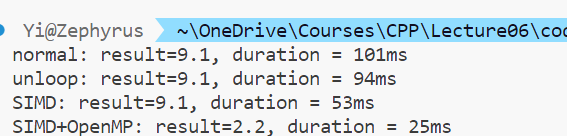 Yi@Zephyrus ~\OneDrive\Courses\CPP\Lecture06\
normal: result=9.1, duration = 101ms
unloop: result=9.1, duration = 94ms
SIMD: result=9.1, duration = 53ms
SIMD+OpenMP: result=2.2, duration = 25ms